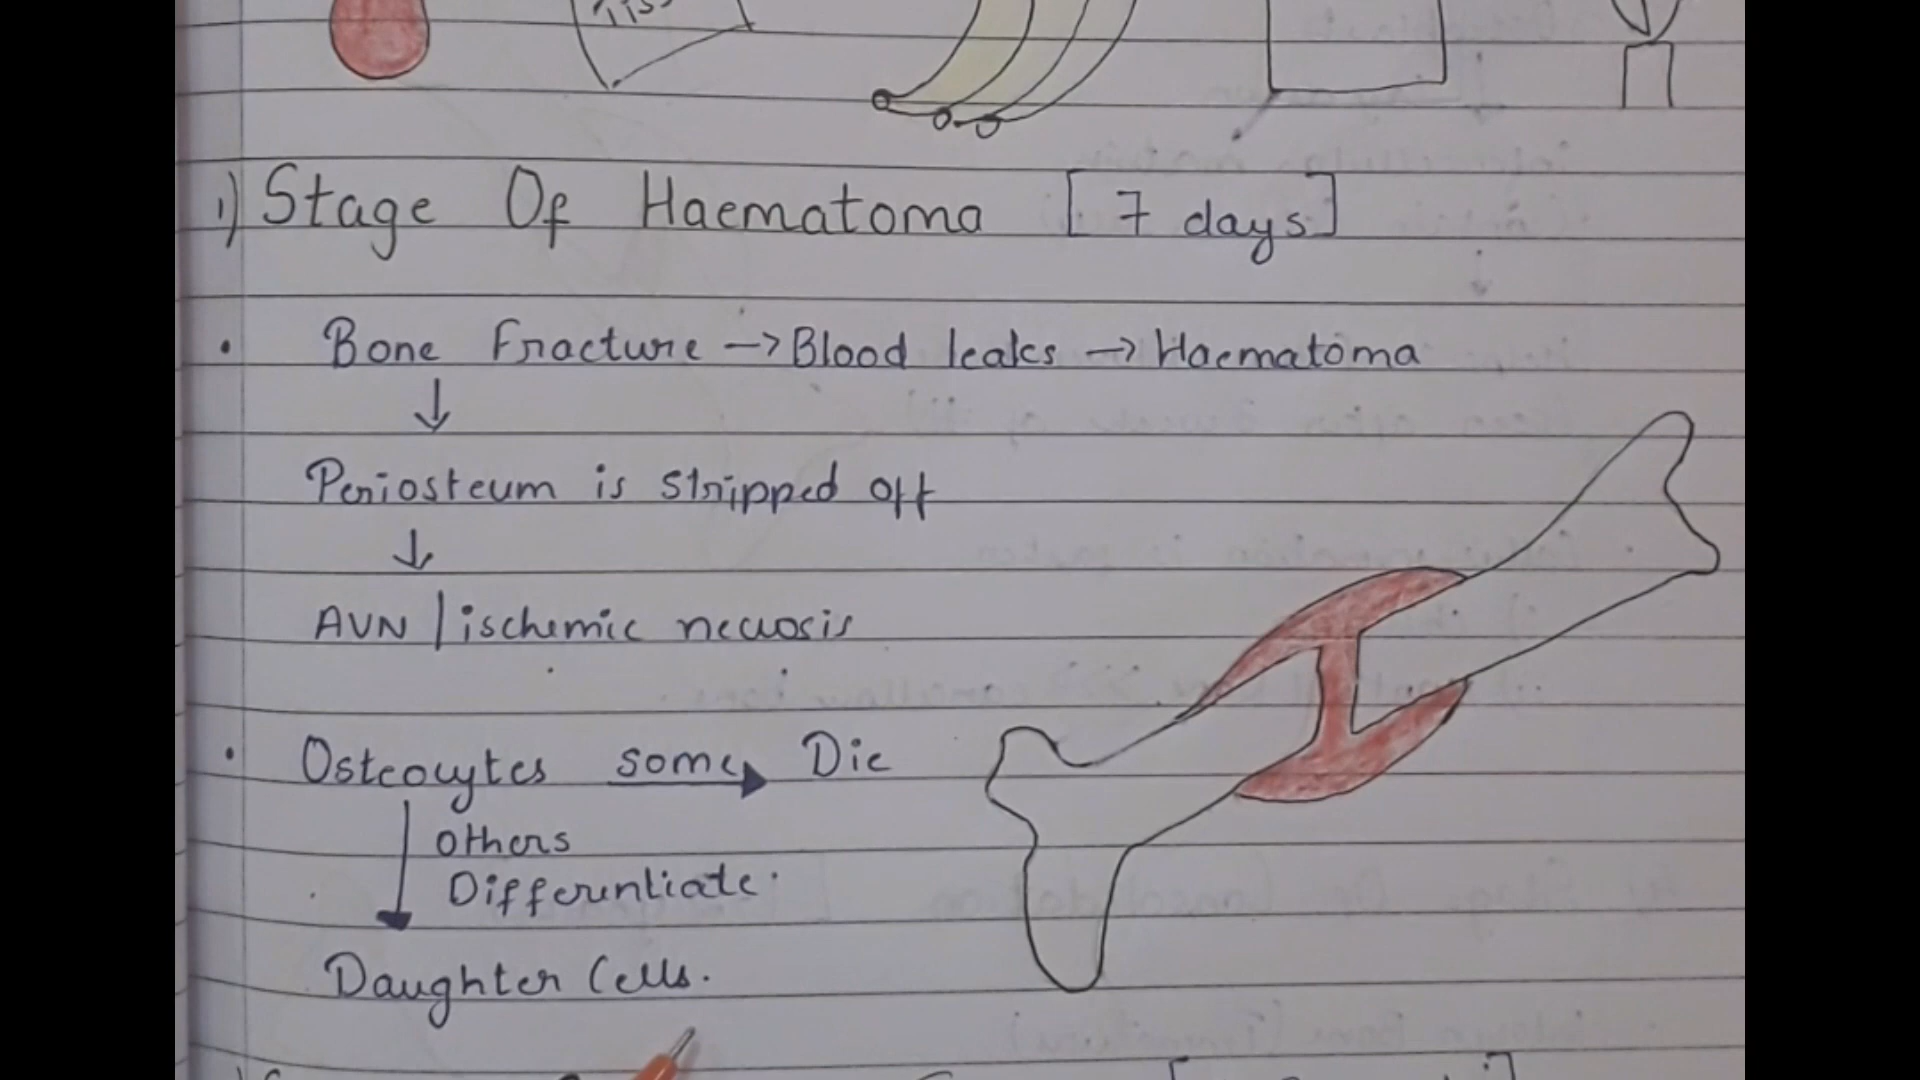 1) Stage Of Haematoma [7 days]
• Bone Fracture → Blood leaks → Haematoma
↓
Periosteum is stripped off
↓
AVN / ischemic necrosis
• Osteocytes some Die
Others
Differentiate
Daughter Cells.